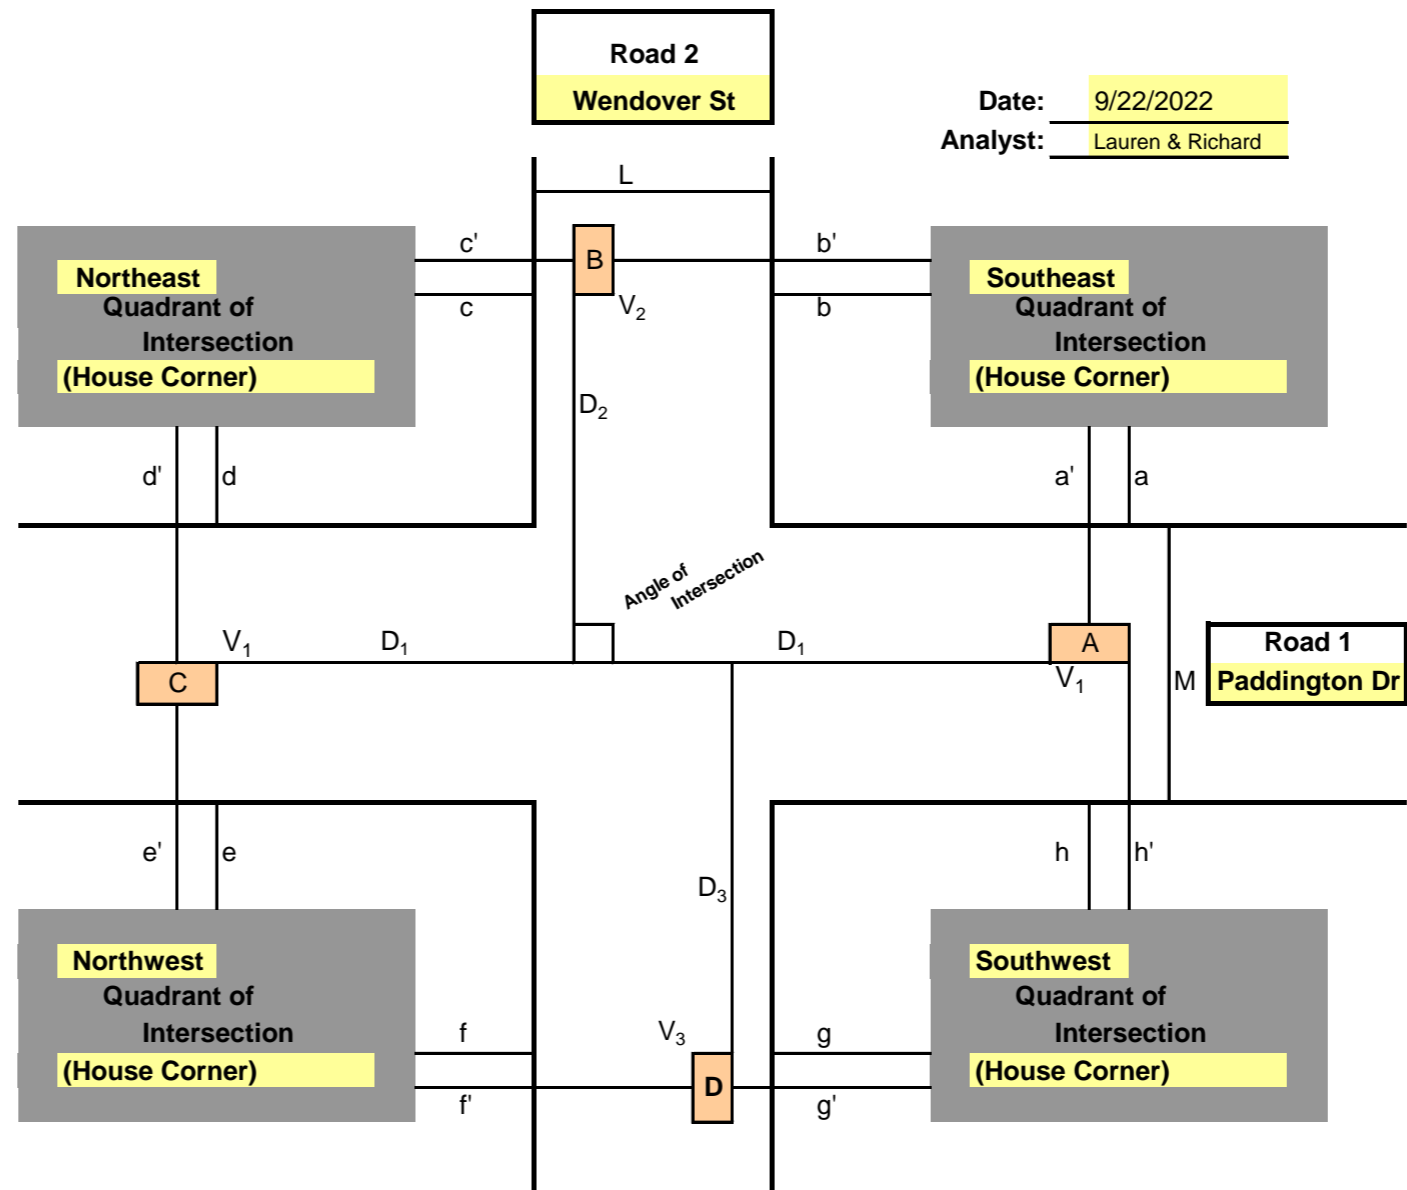 Road 2
Wendover St
Date: 9/22/2022
Analyst: Lauren & Richard
L
c' B b'
Northeast
Quadrant of
Intersection
(House Corner)
c V2 b
Southeast
Quadrant of
Intersection
(House Corner)
D2
d' d a' a
Angle of
Intersection
V1 D1 D1 A
C V1 M
Road 1
Paddington Dr
e' e h h'
D3
Northwest
Quadrant of
Intersection
(House Corner)
Southwest
Quadrant of
Intersection
(House Corner)
f V3 g
D
f' g'